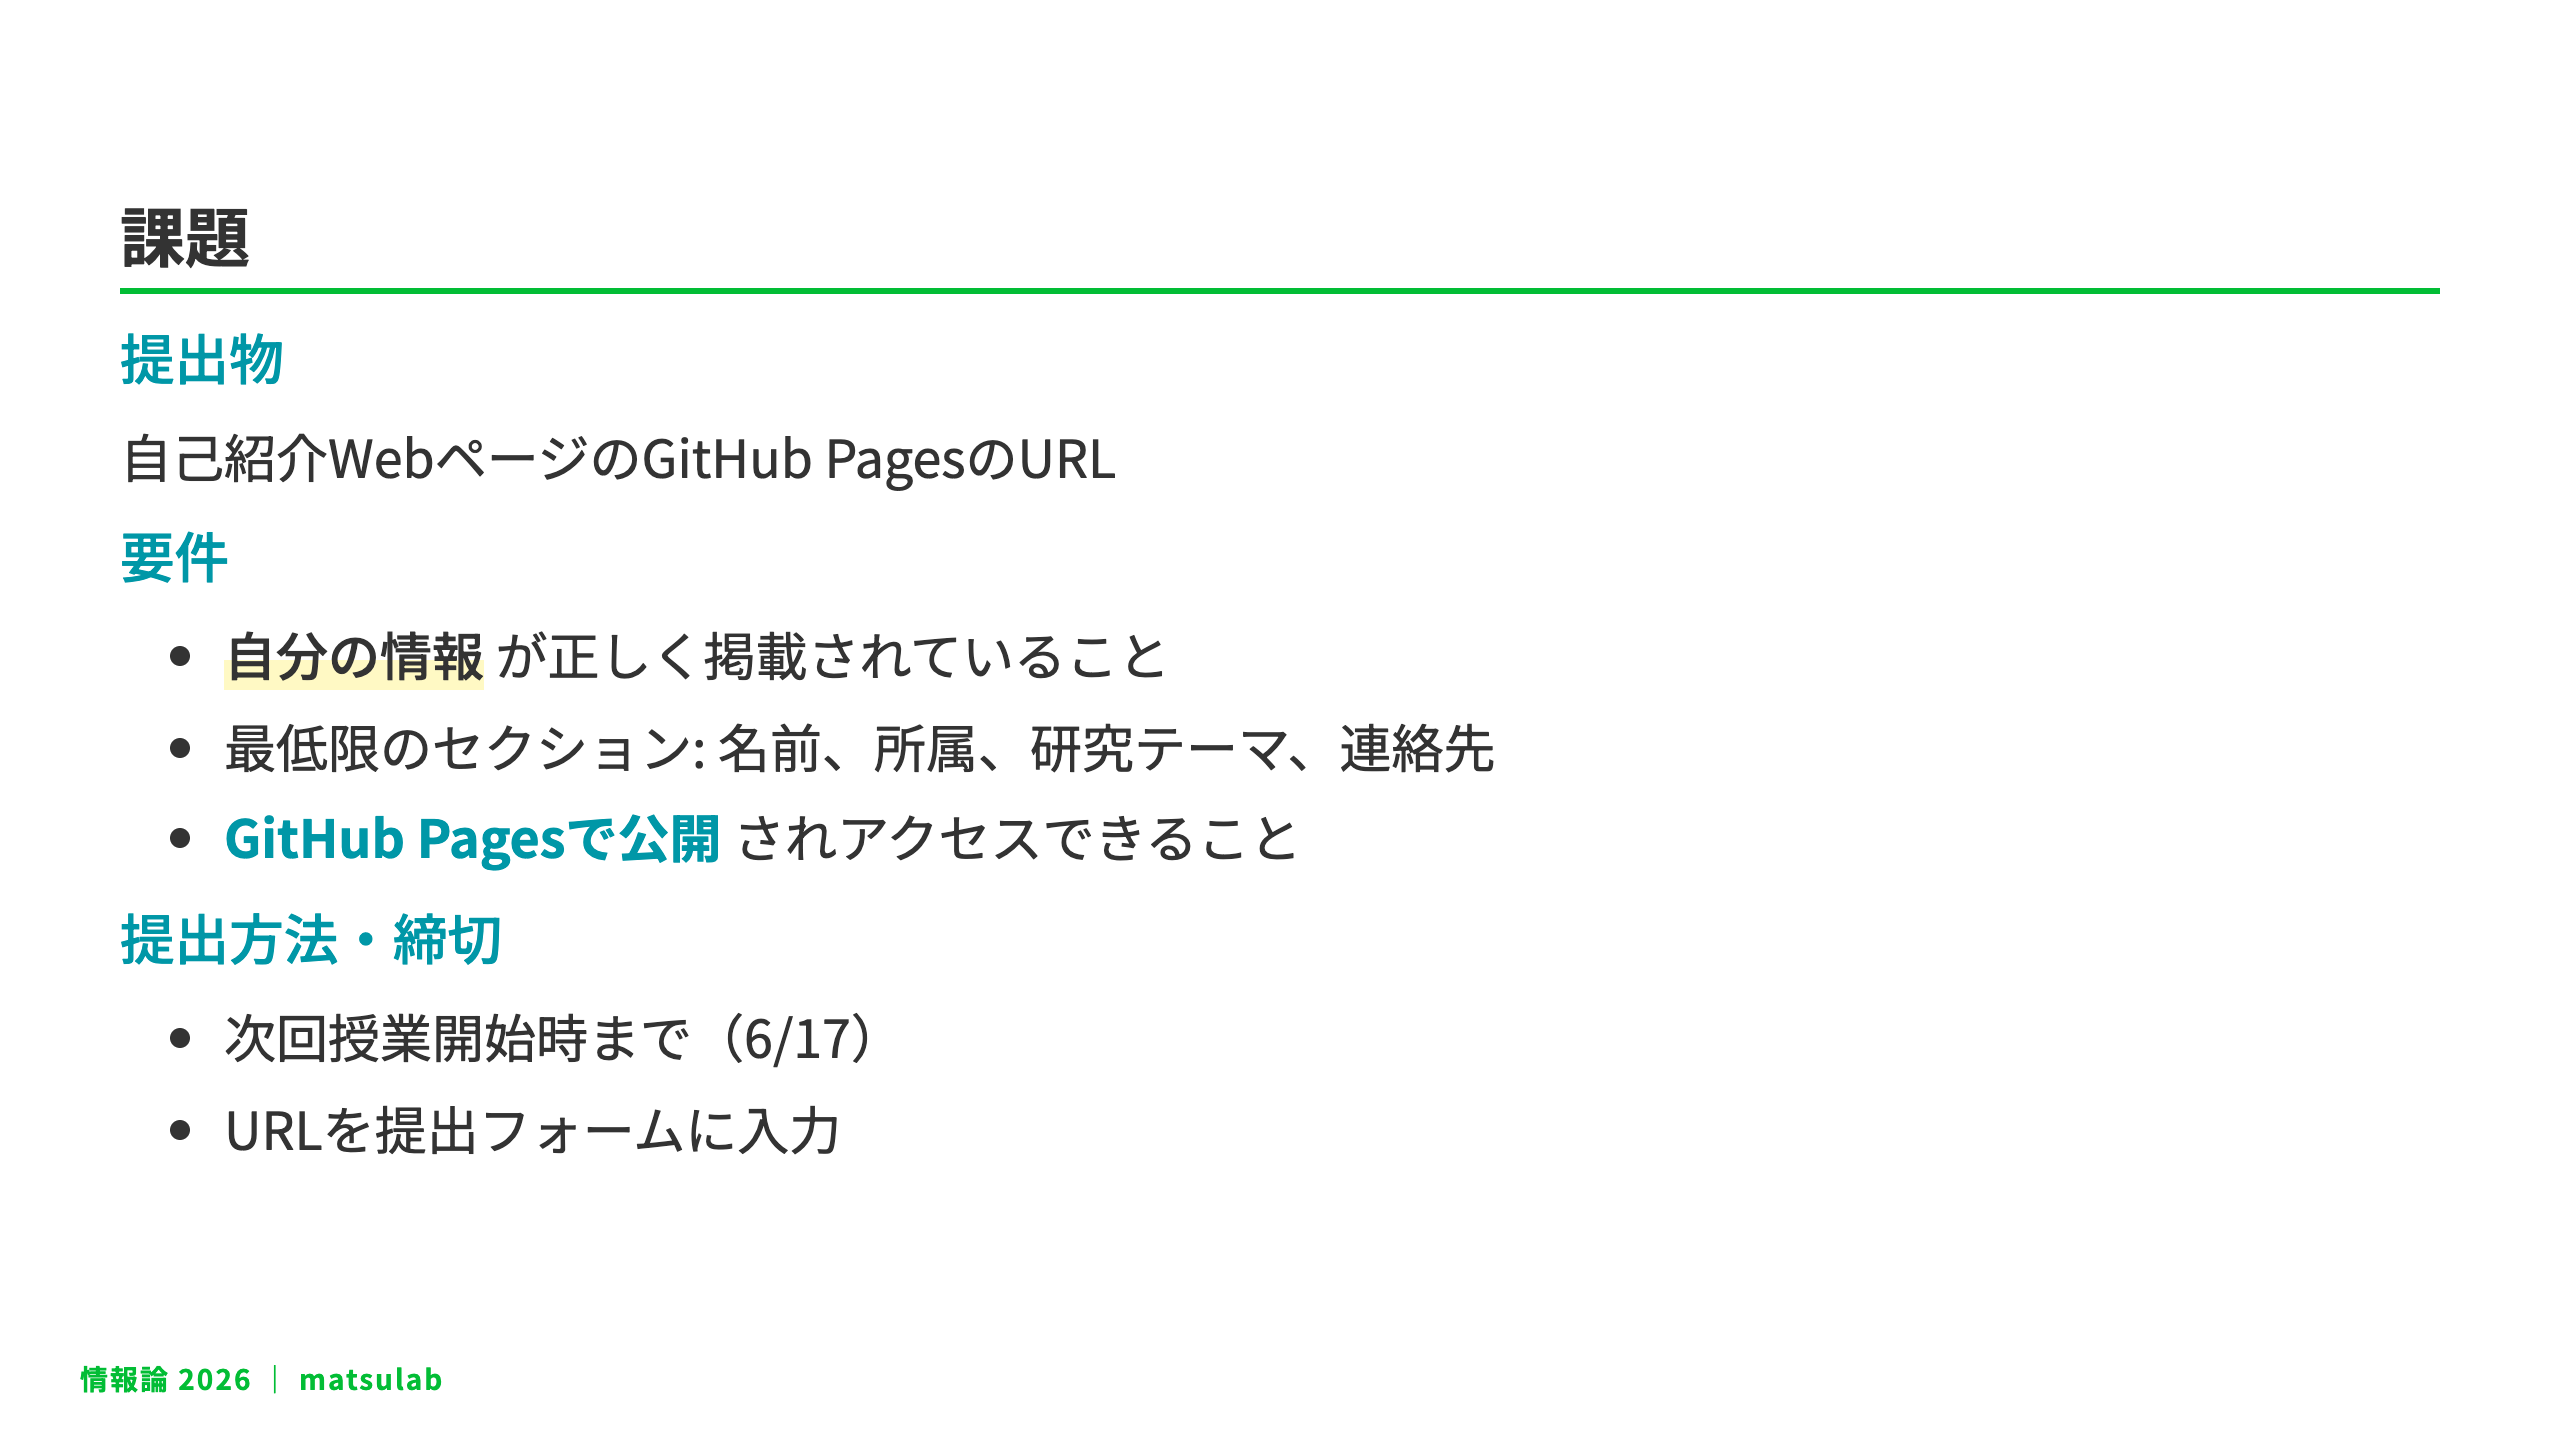 課題
提出物
自己紹介WebページのGitHub PagesのURL
要件
自分の情報 が正しく掲載されていること
最低限のセクション: 名前、所属、研究テーマ、連絡先
GitHub Pagesで公開 されアクセスできること
提出方法・締切
次回授業開始時まで（6/17）
URLを提出フォームに入力
情報論 2026 ｜ matsulab